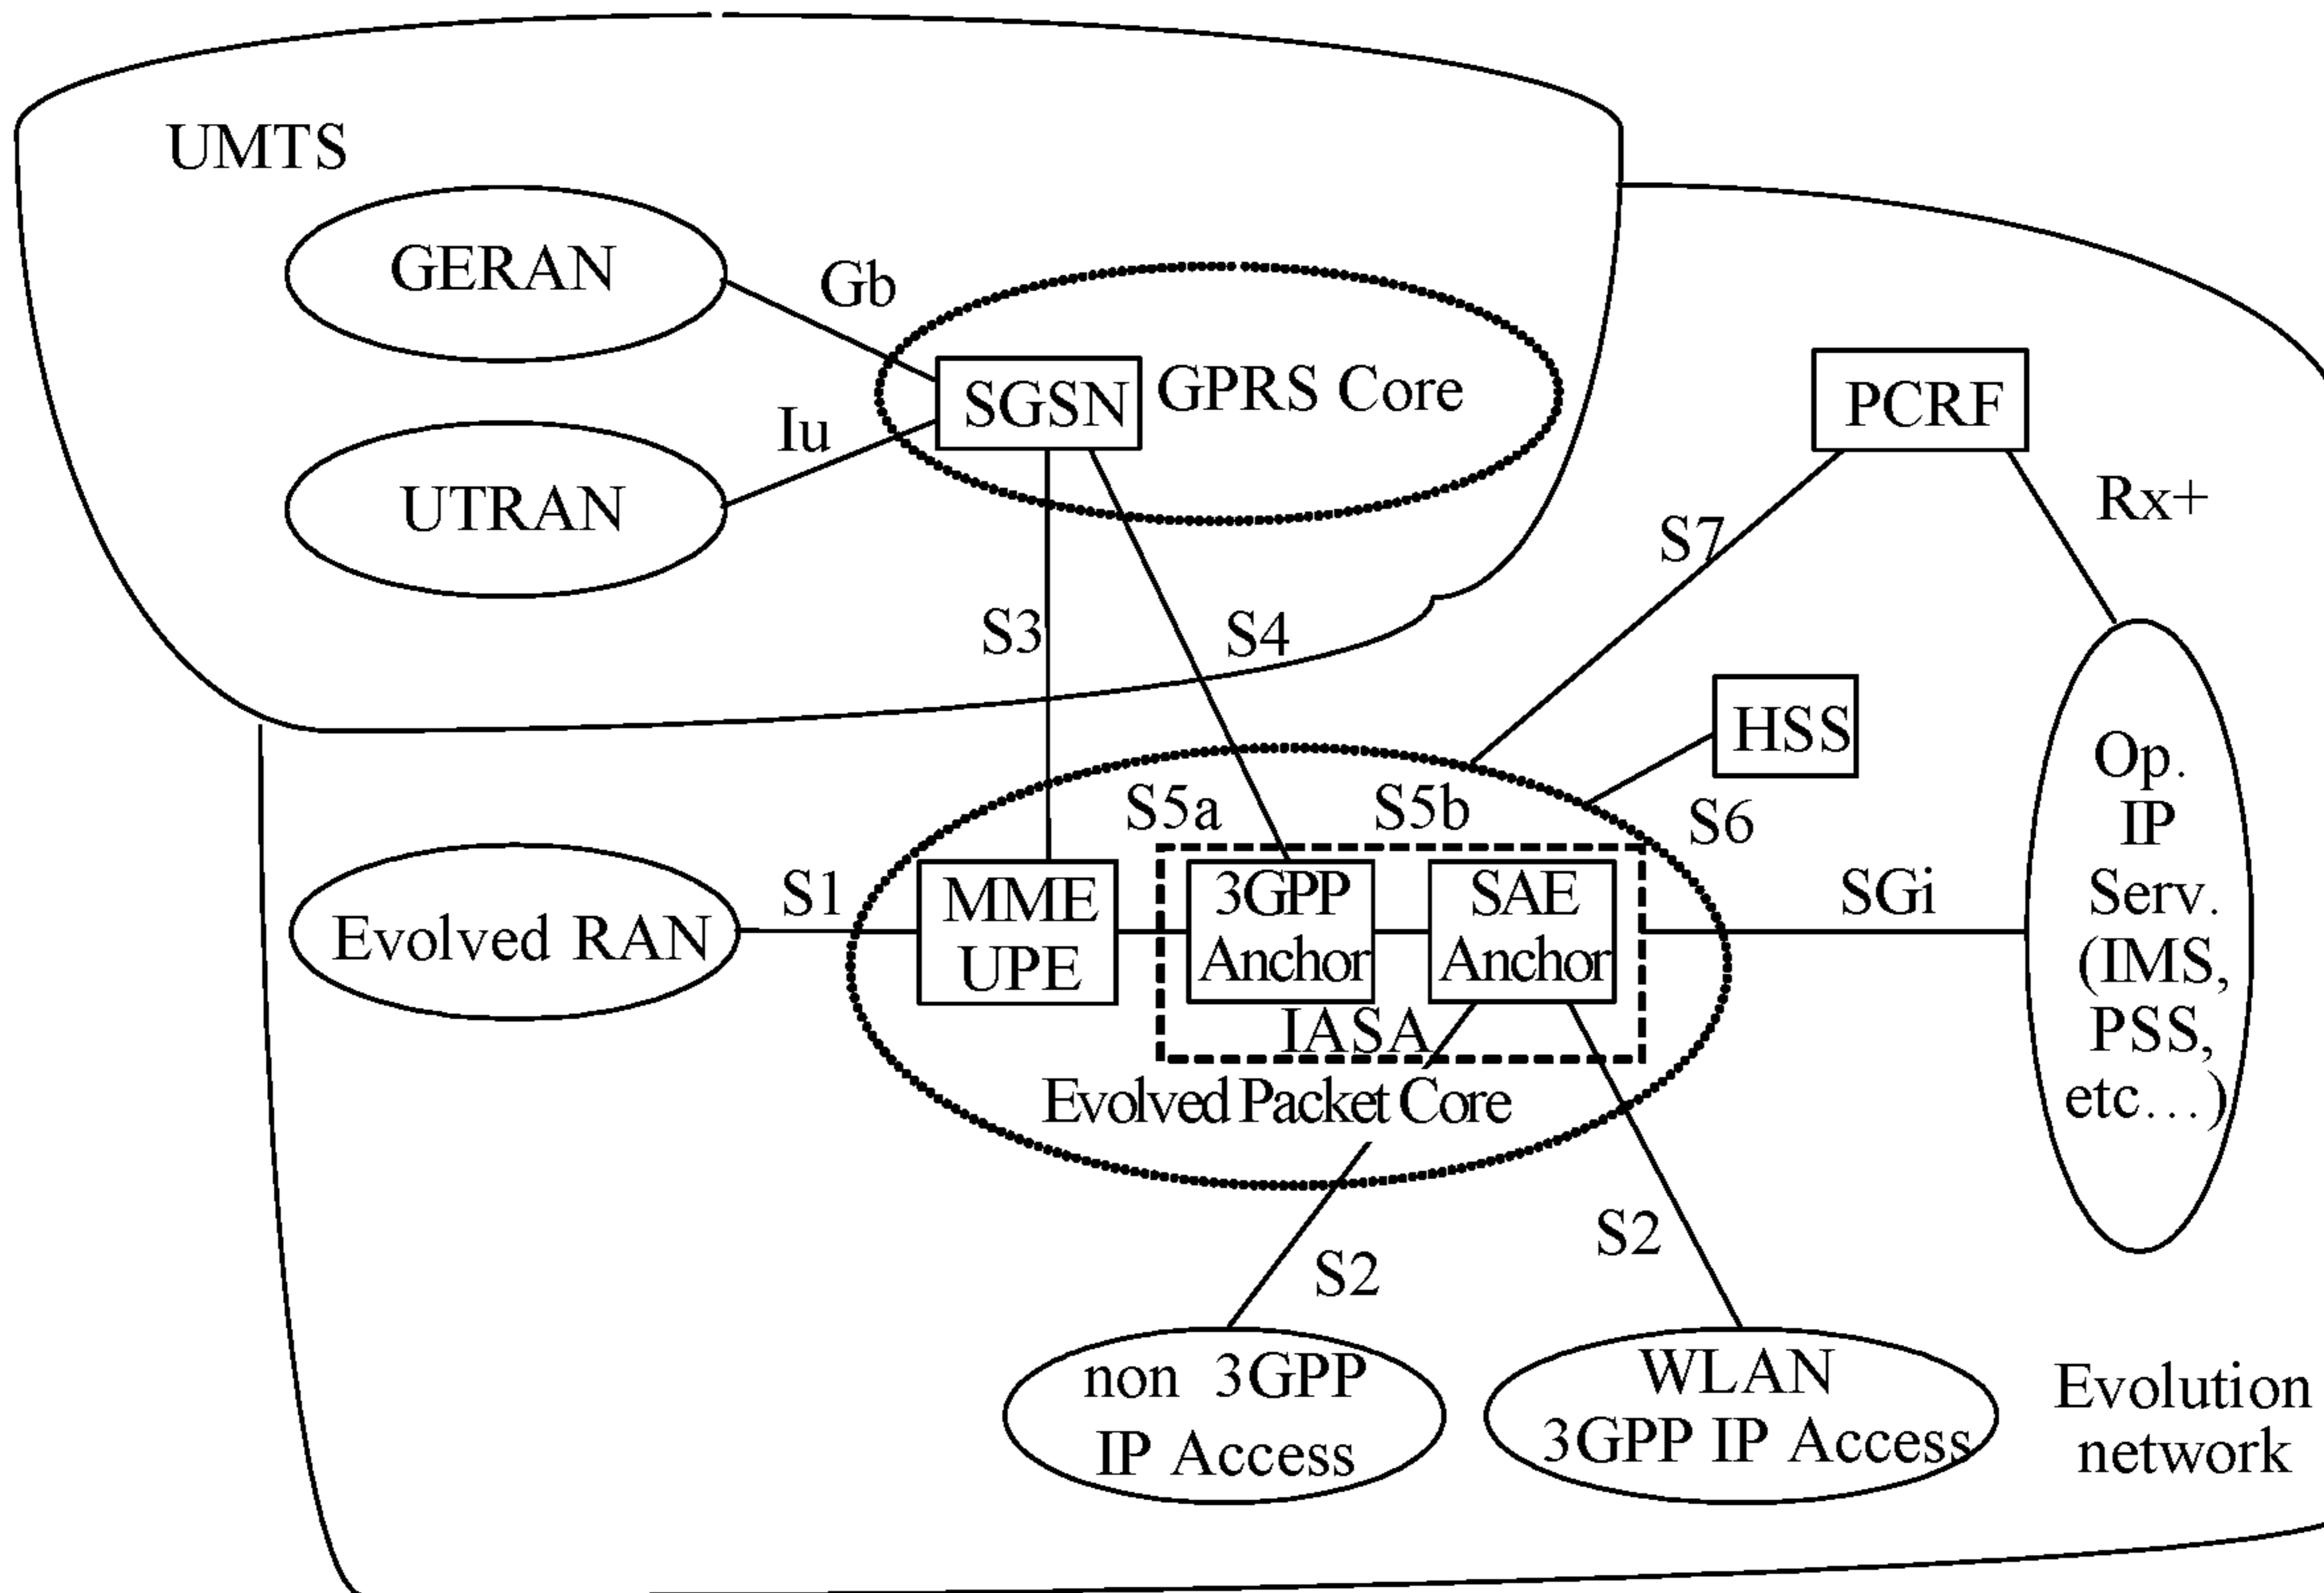 UMTS
GERAN
Gb
SGSN
GPRS Core
PCRF
Iu
UTRAN
Rx+
S7
S3
S4
HSS
Op.
IP
Serv.
(IMS,
PSS,
etc...)
S5a
S5b
S6
S1
SGi
Evolved RAN
MME
UPE
3GPP
Anchor
SAE
Anchor
IASA
Evolved Packet Core
S2
S2
non 3GPP
IP Access
WLAN
3GPP IP Access
Evolution
network